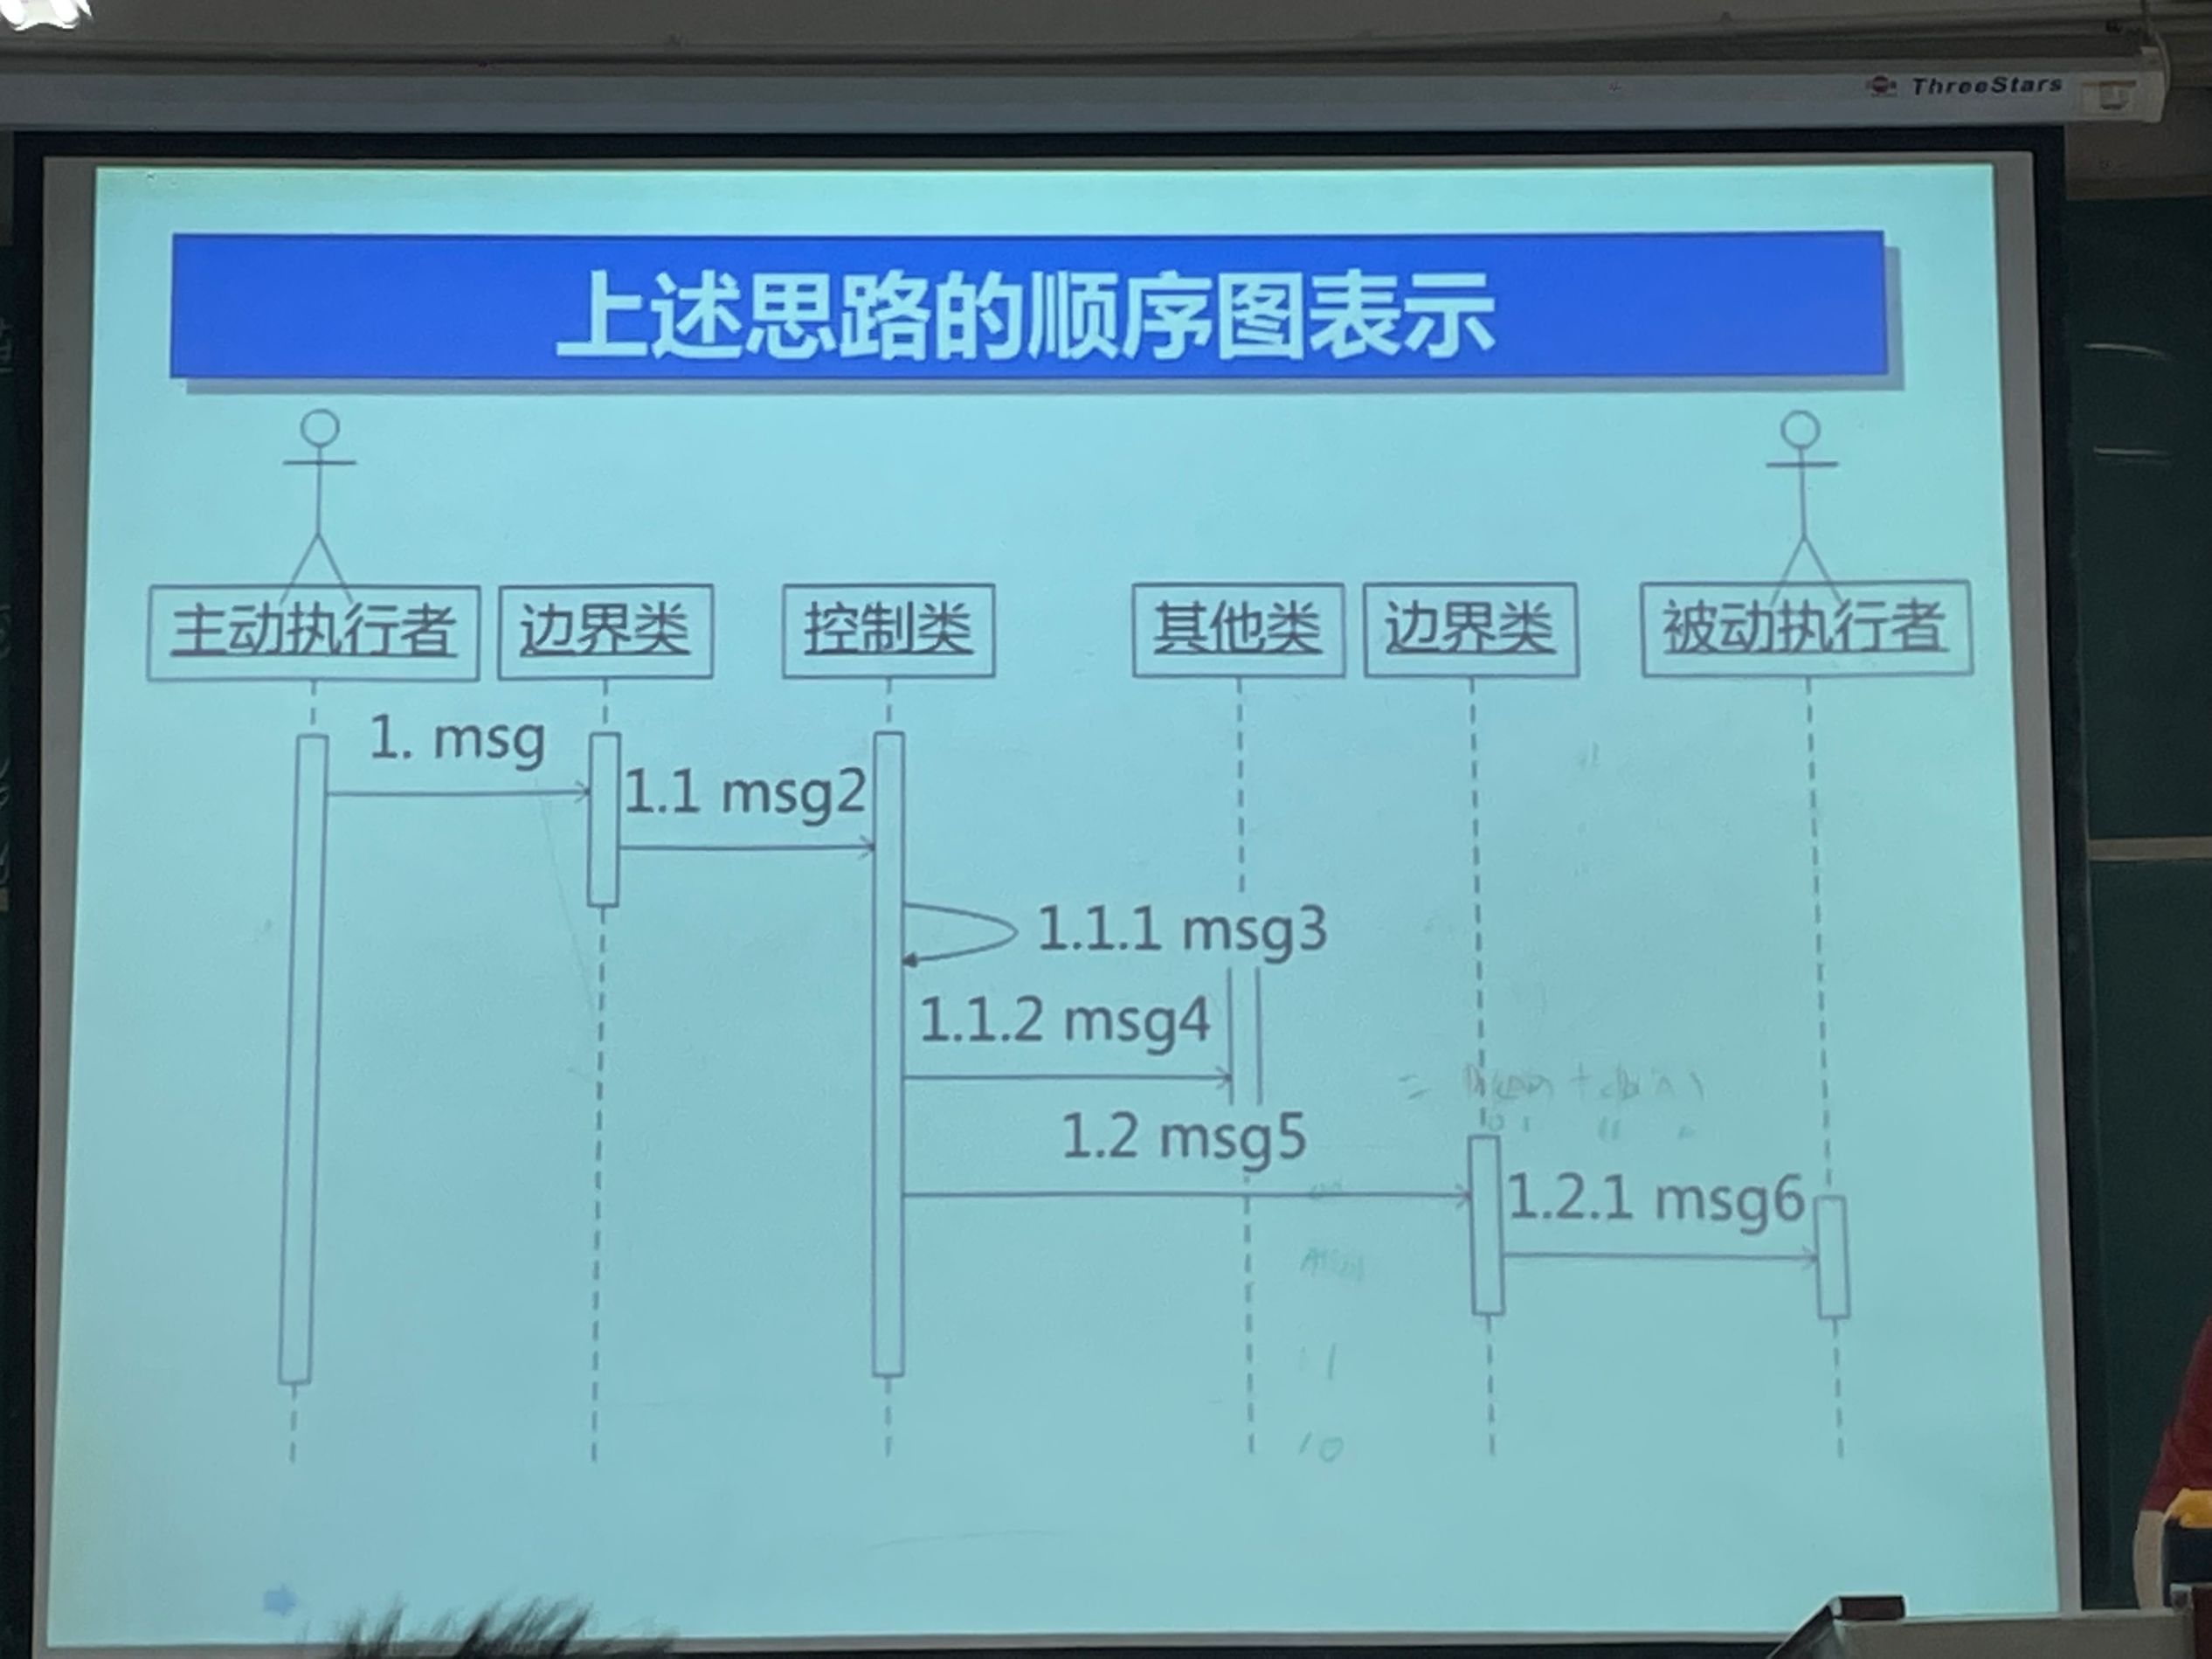 ThreeStars
上述思路的顺序图表示
主动执行者
边界类
控制类
其他类
边界类
被动执行者
1. msg
1.1 msg2
1.1.1 msg3
1.1.2 msg4
1.2 msg5
1.2.1 msg6